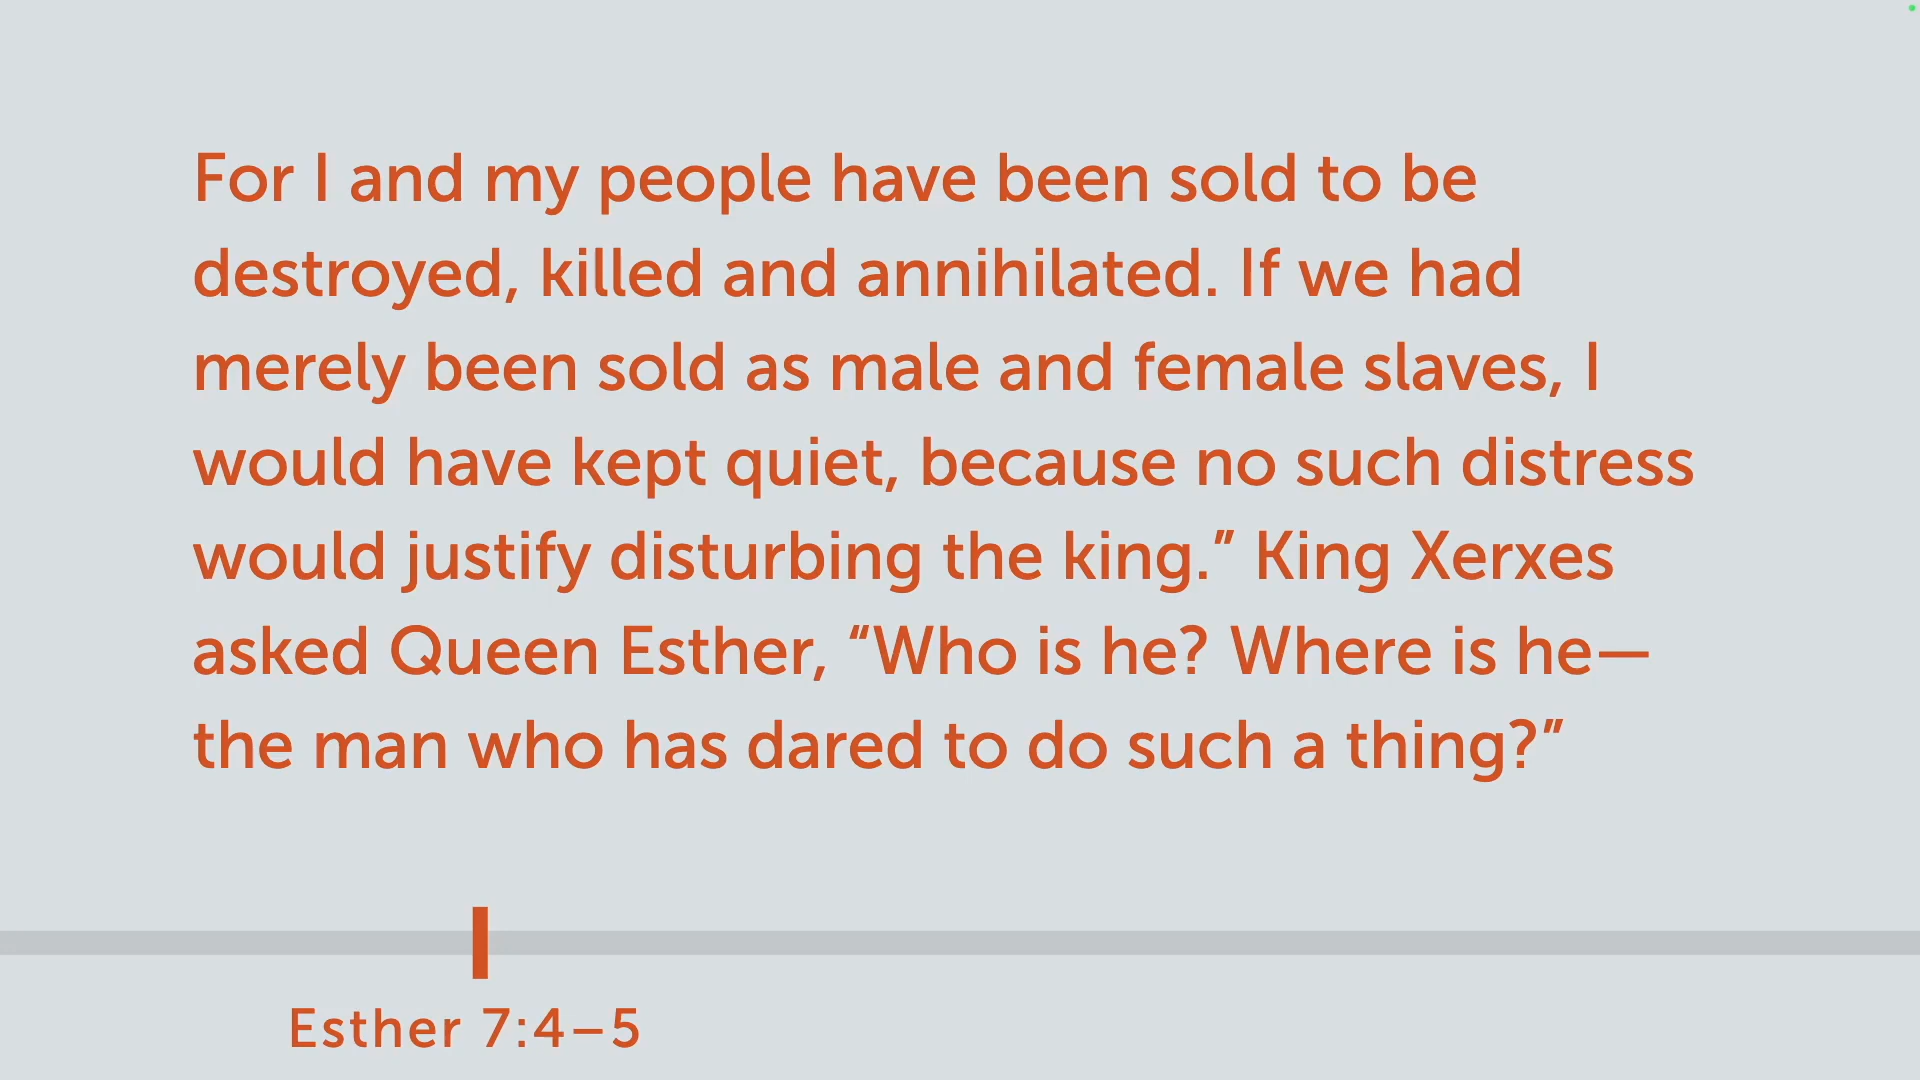 For I and my people have been sold to be
destroyed, killed and annihilated. If we had
merely been sold as male and female slaves, I
would have kept quiet, because no such distress
would justify disturbing the king.” King Xerxes
asked Queen Esther, “Who is he? Where is he—
the man who has dared to do such a thing?”
Esther 7:4–5